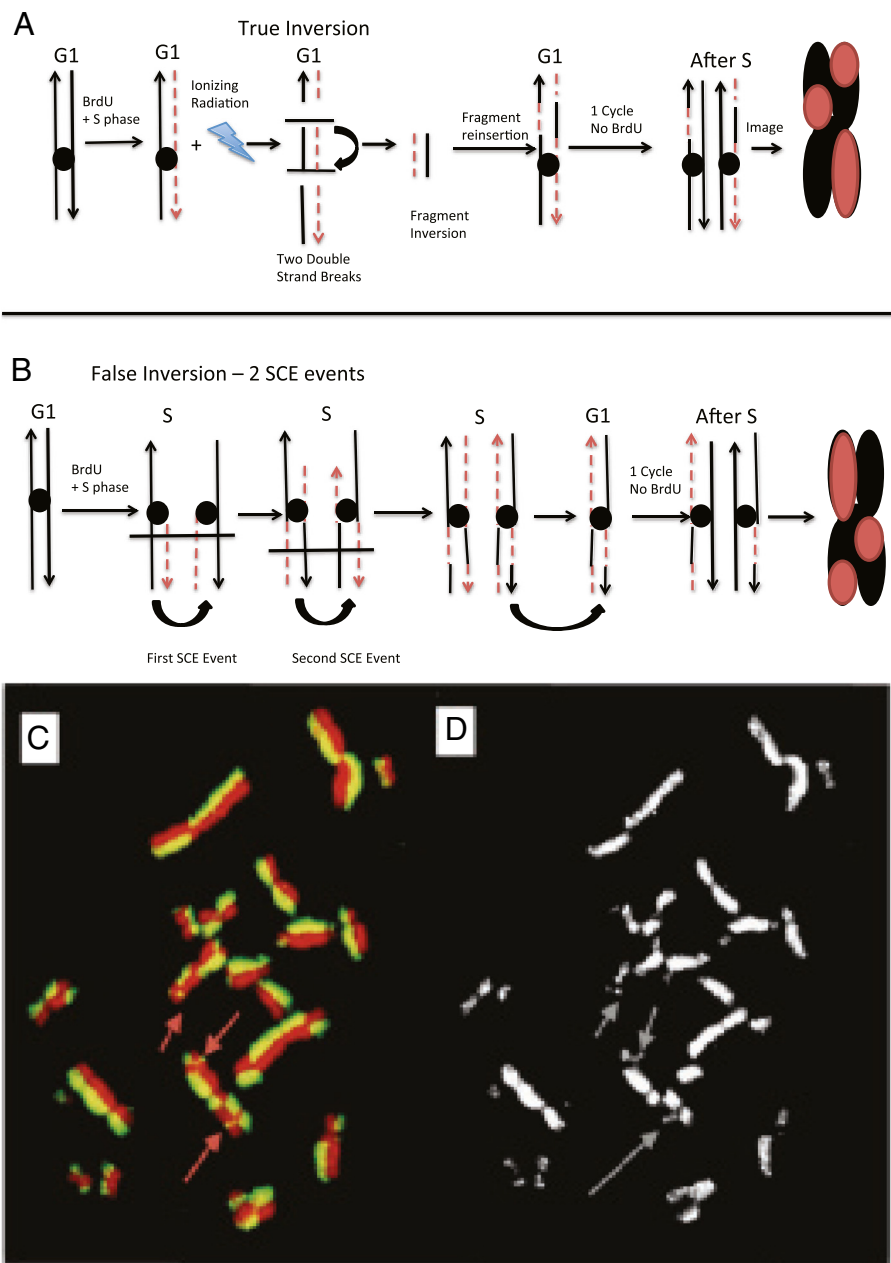 A
True Inversion
G1
BrdU
+ S phase
G1
+
Ionizing
Radiation
G1
Two Double
Strand Breaks
Fragment
Inversion
Fragment
reinsertion
G1
1 Cycle
No BrdU
After S
Image
B
False Inversion – 2 SCE events
G1
BrdU
+ S phase
S
First SCE Event
S
Second SCE Event
S
G1
1 Cycle
No BrdU
After S
C
D